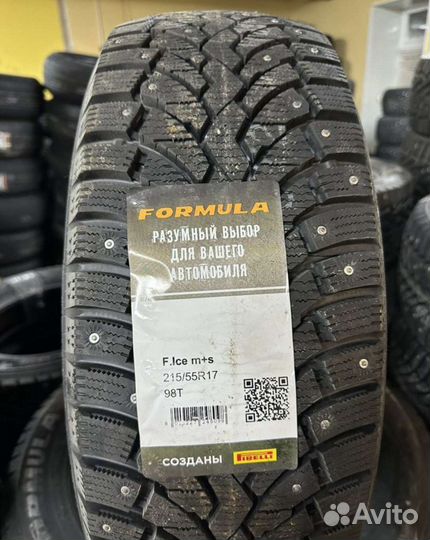 FORMULA
РАЗУМНЫЙ ВЫБОР
ДЛЯ ВАШЕГО
АВТОМОБИЛЯ
F.Ice m+s
215/55R17
98T
СОЗДАНЫ PIRELLI
Avito